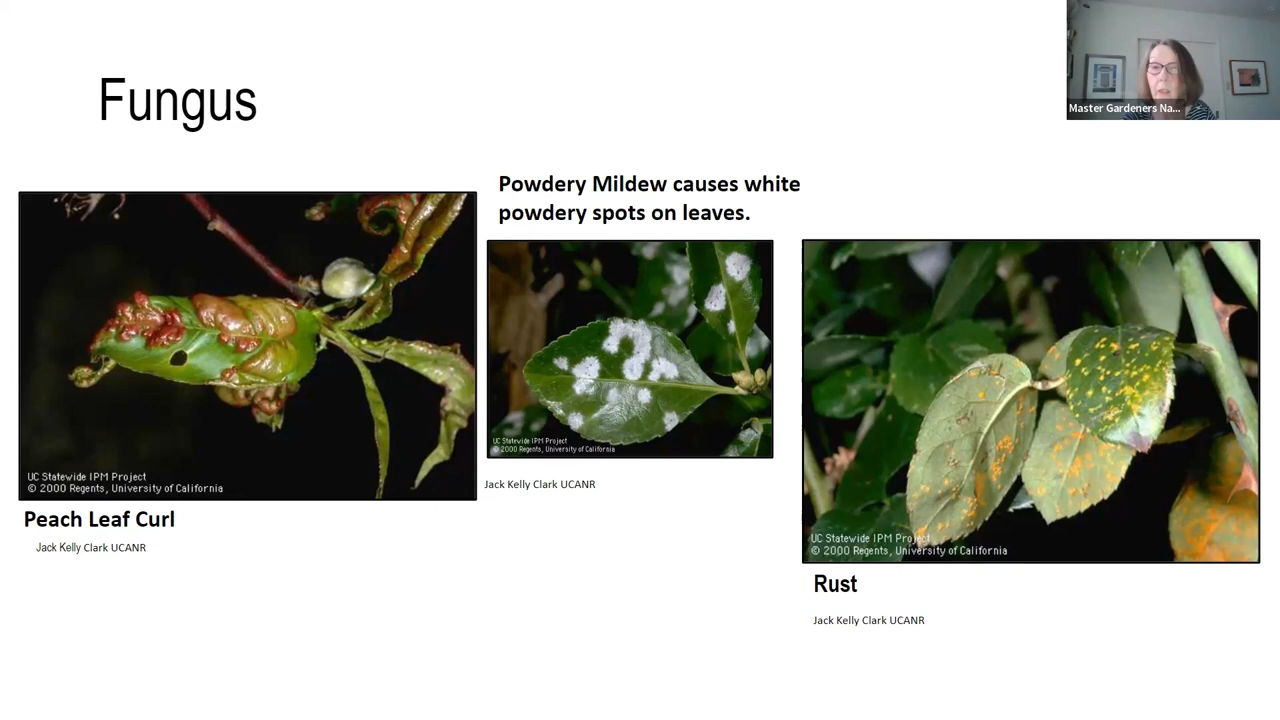 Fungus
Master Gardeners Na...
Powdery Mildew causes white
powdery spots on leaves.
UC Statewide IPM Project
© 2000 Regents, University of California
Peach Leaf Curl
Jack Kelly Clark UCANR
UC Statewide IPM Project
© 2000 Regents, University of California
Jack Kelly Clark UCANR
UC Statewide IPM Project
© 2000 Regents, University of California
Rust
Jack Kelly Clark UCANR